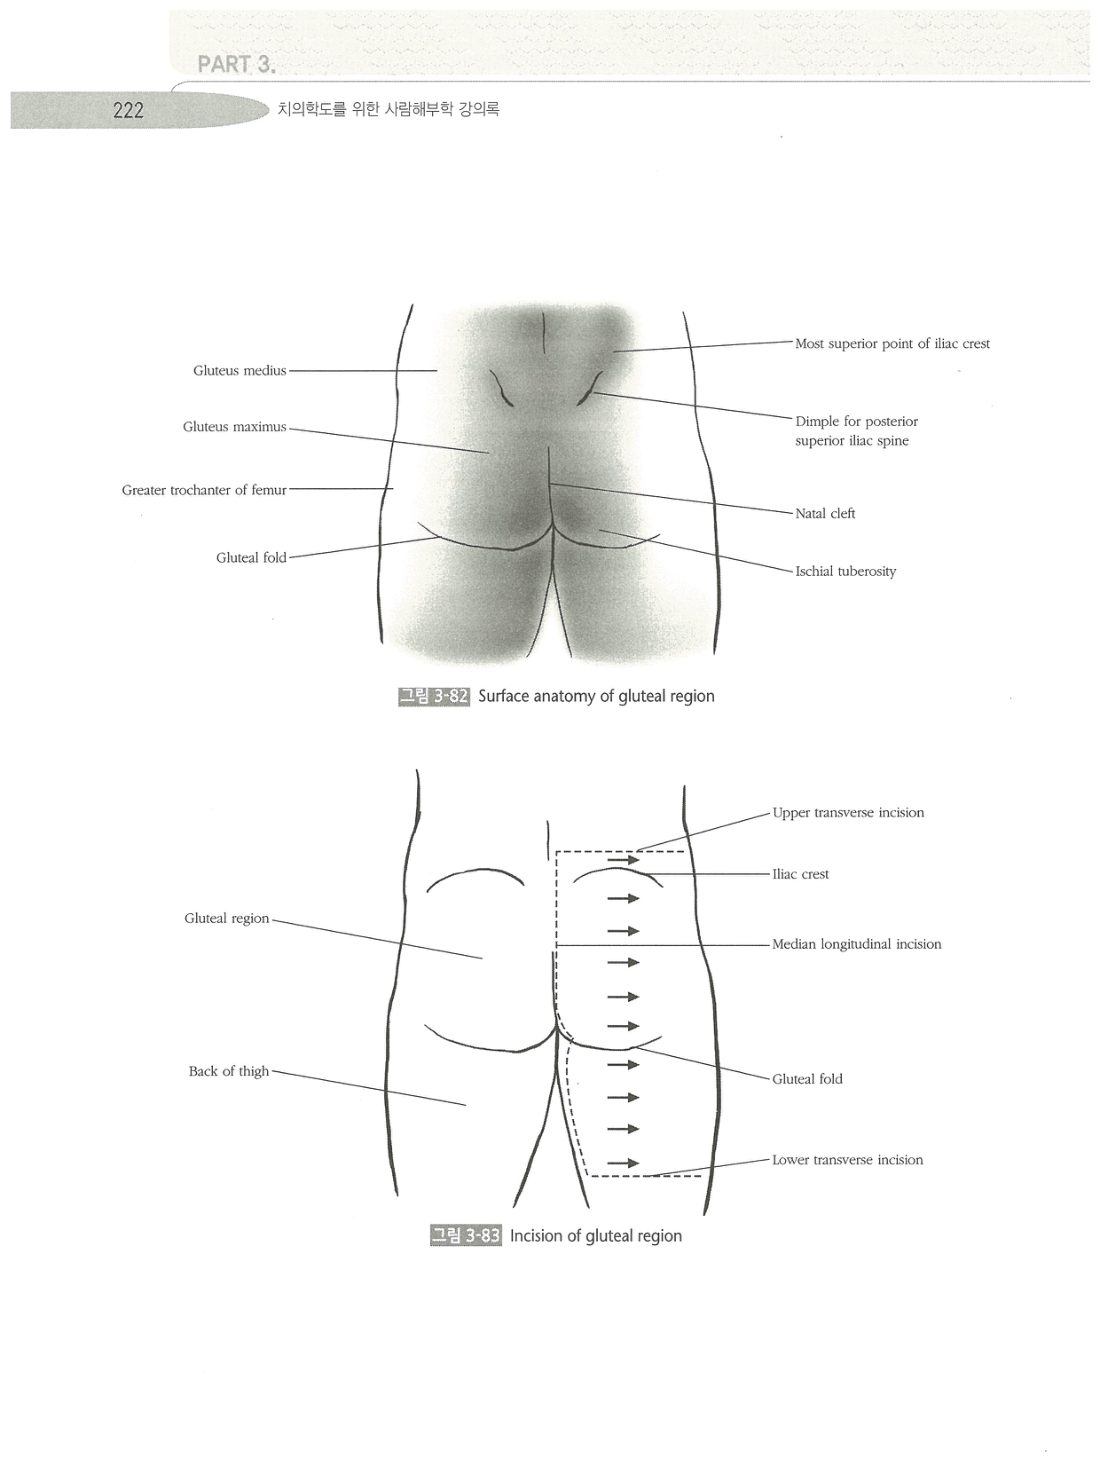 PART 3.
222
치의학도를 위한 사람해부학 강의록
Gluteus medius
Gluteus maximus
Greater trochanter of femur
Gluteal fold
Most superior point of iliac crest
Dimple for posterior
superior iliac spine
Natal cleft
Ischial tuberosity
그림 3-82 Surface anatomy of gluteal region
Gluteal region
Back of thigh
Upper transverse incision
Iliac crest
Median longitudinal incision
Gluteal fold
Lower transverse incision
그림 3-83 Incision of gluteal region